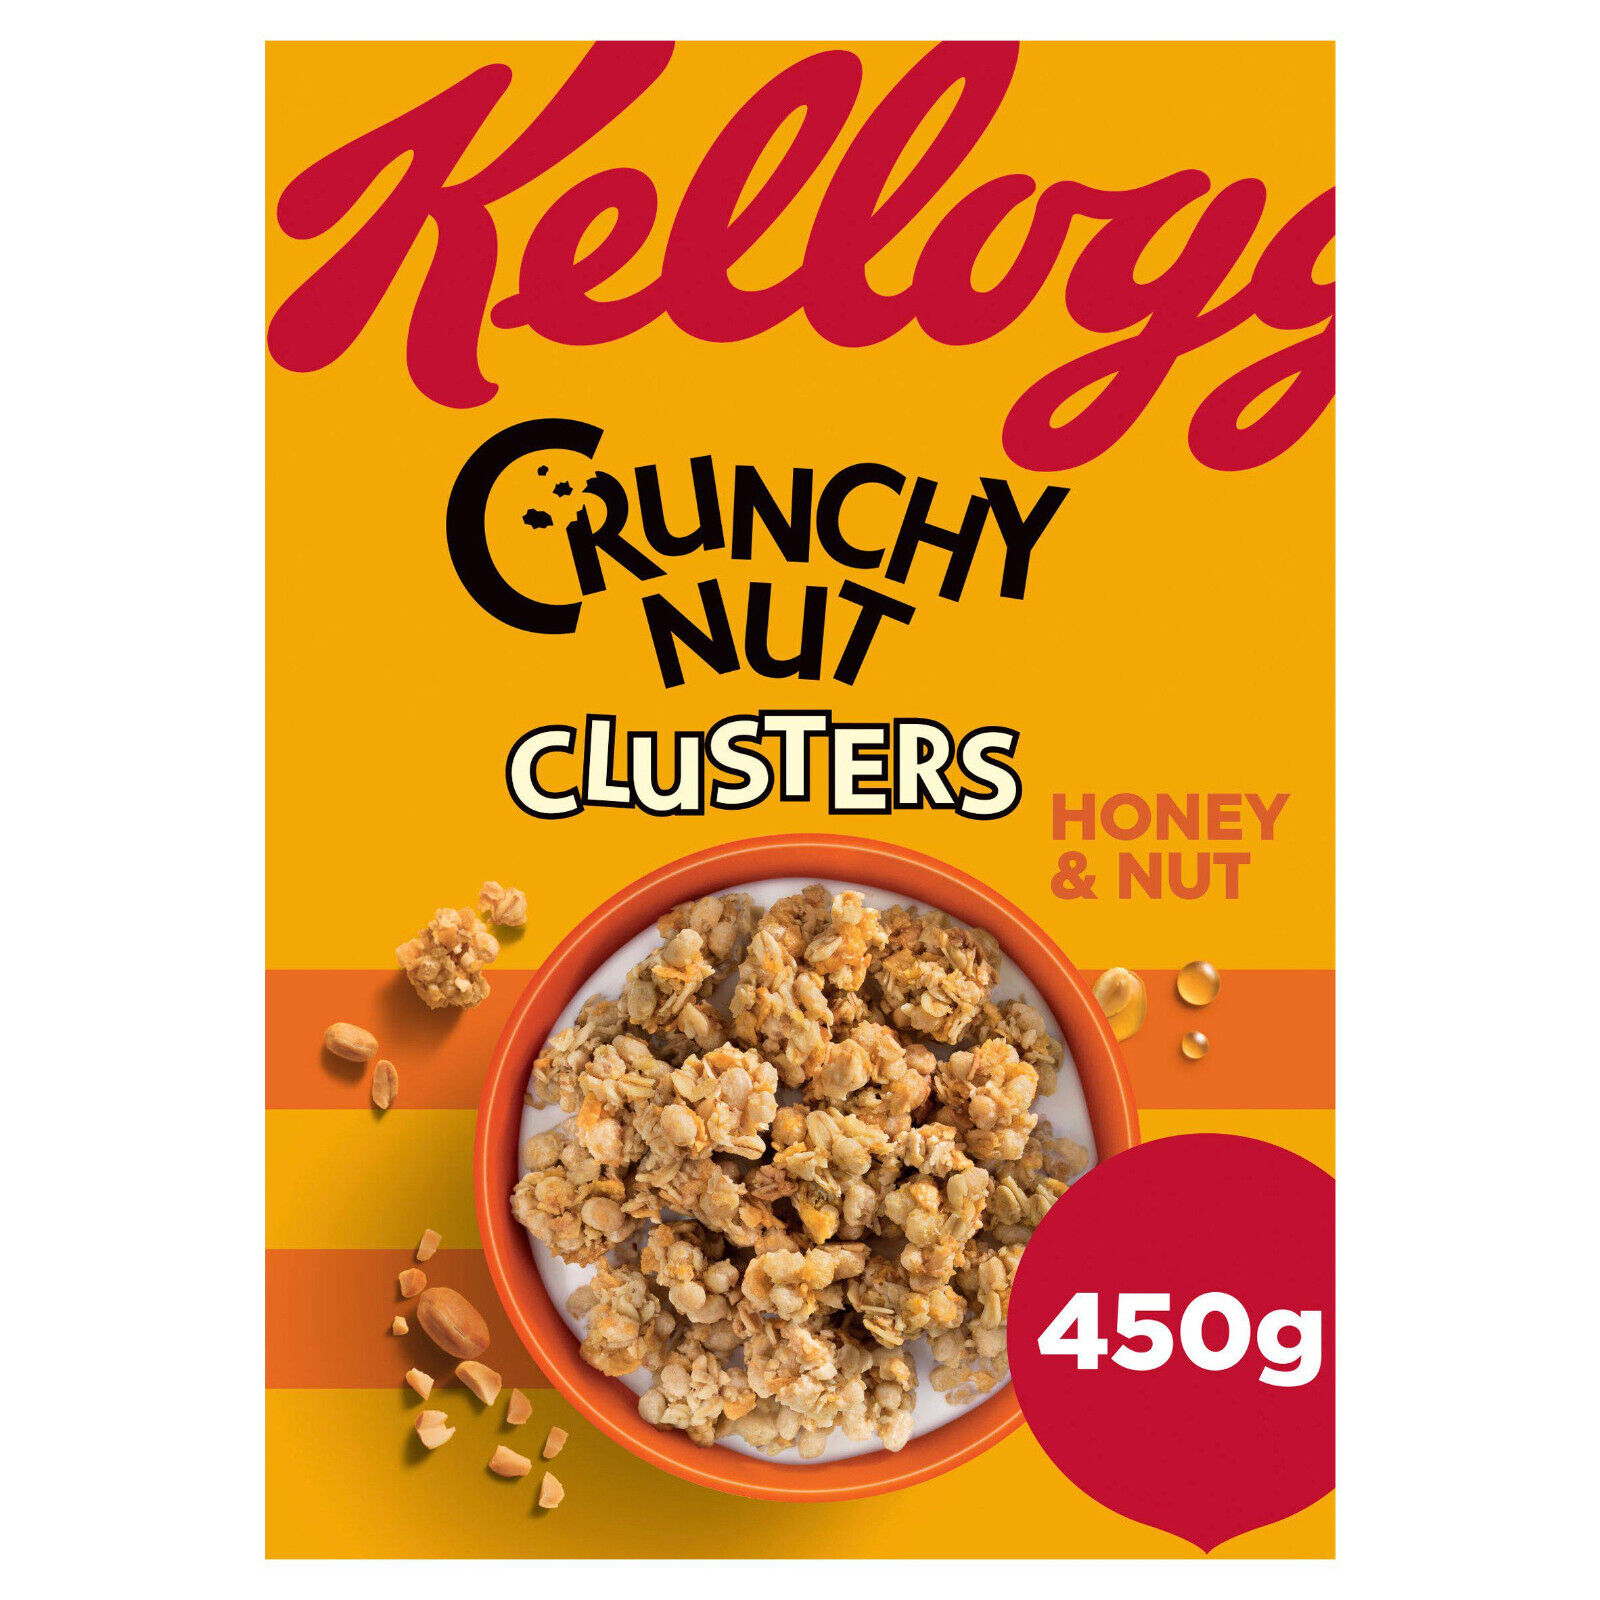 Kellogg
CRUNCHY
NUT
CLUSTERS
HONEY
& NUT
450g